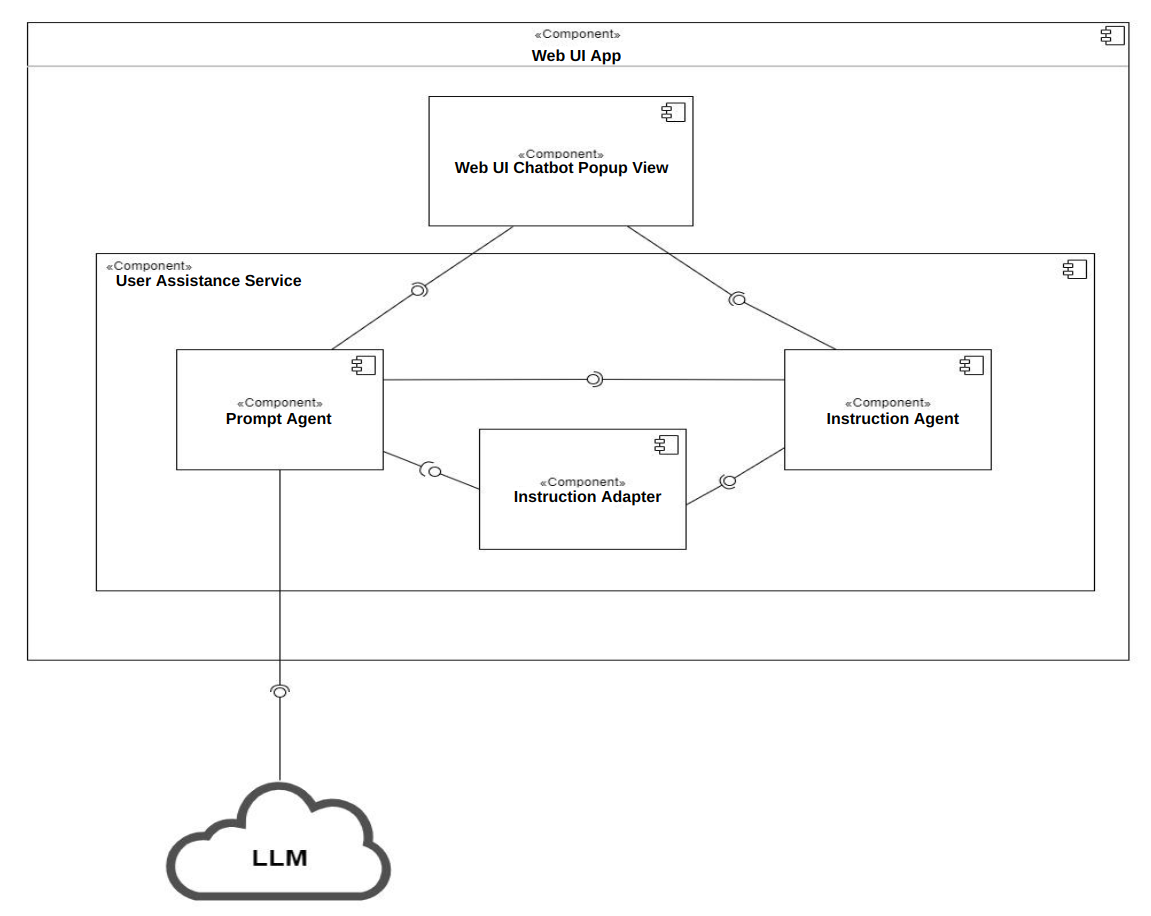 «Component»
Web UI App
«Component»
Web UI Chatbot Popup View
«Component»
User Assistance Service
«Component»
Prompt Agent
«Component»
Instruction Agent
«Component»
Instruction Adapter
LLM